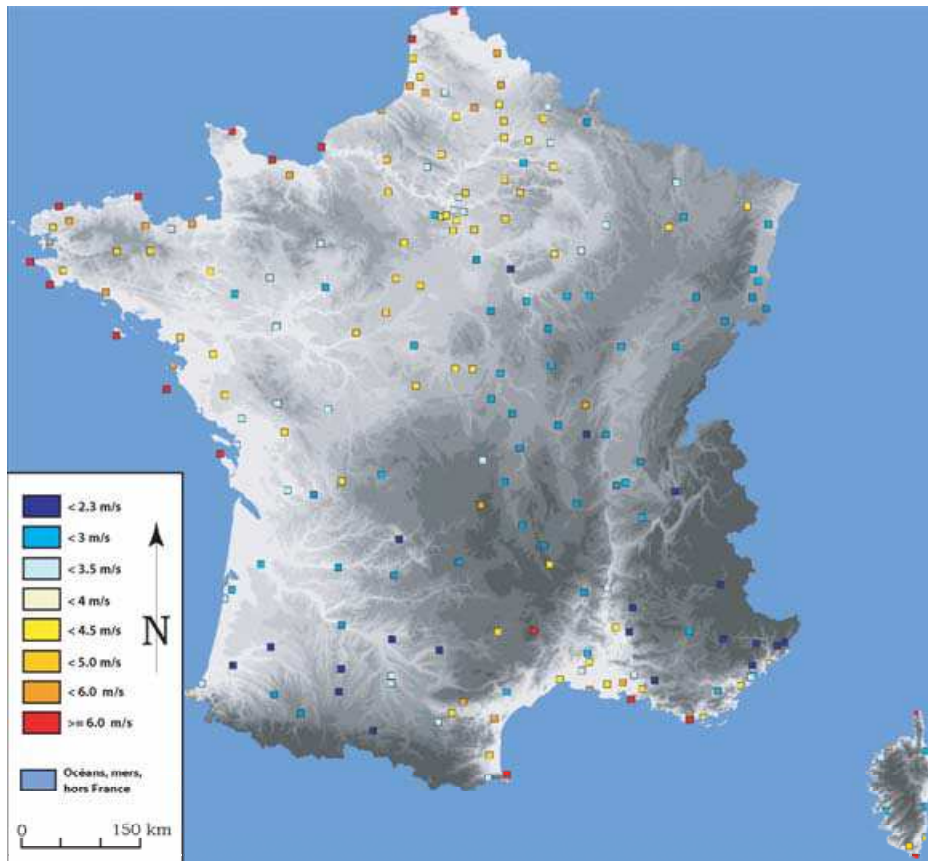 < 2.3 m/s
< 3 m/s
< 3.5 m/s
< 4 m/s
< 4.5 m/s
< 5.0 m/s
< 6.0 m/s
>= 6.0 m/s
N
Océans, mers,
hors France
0 150 km